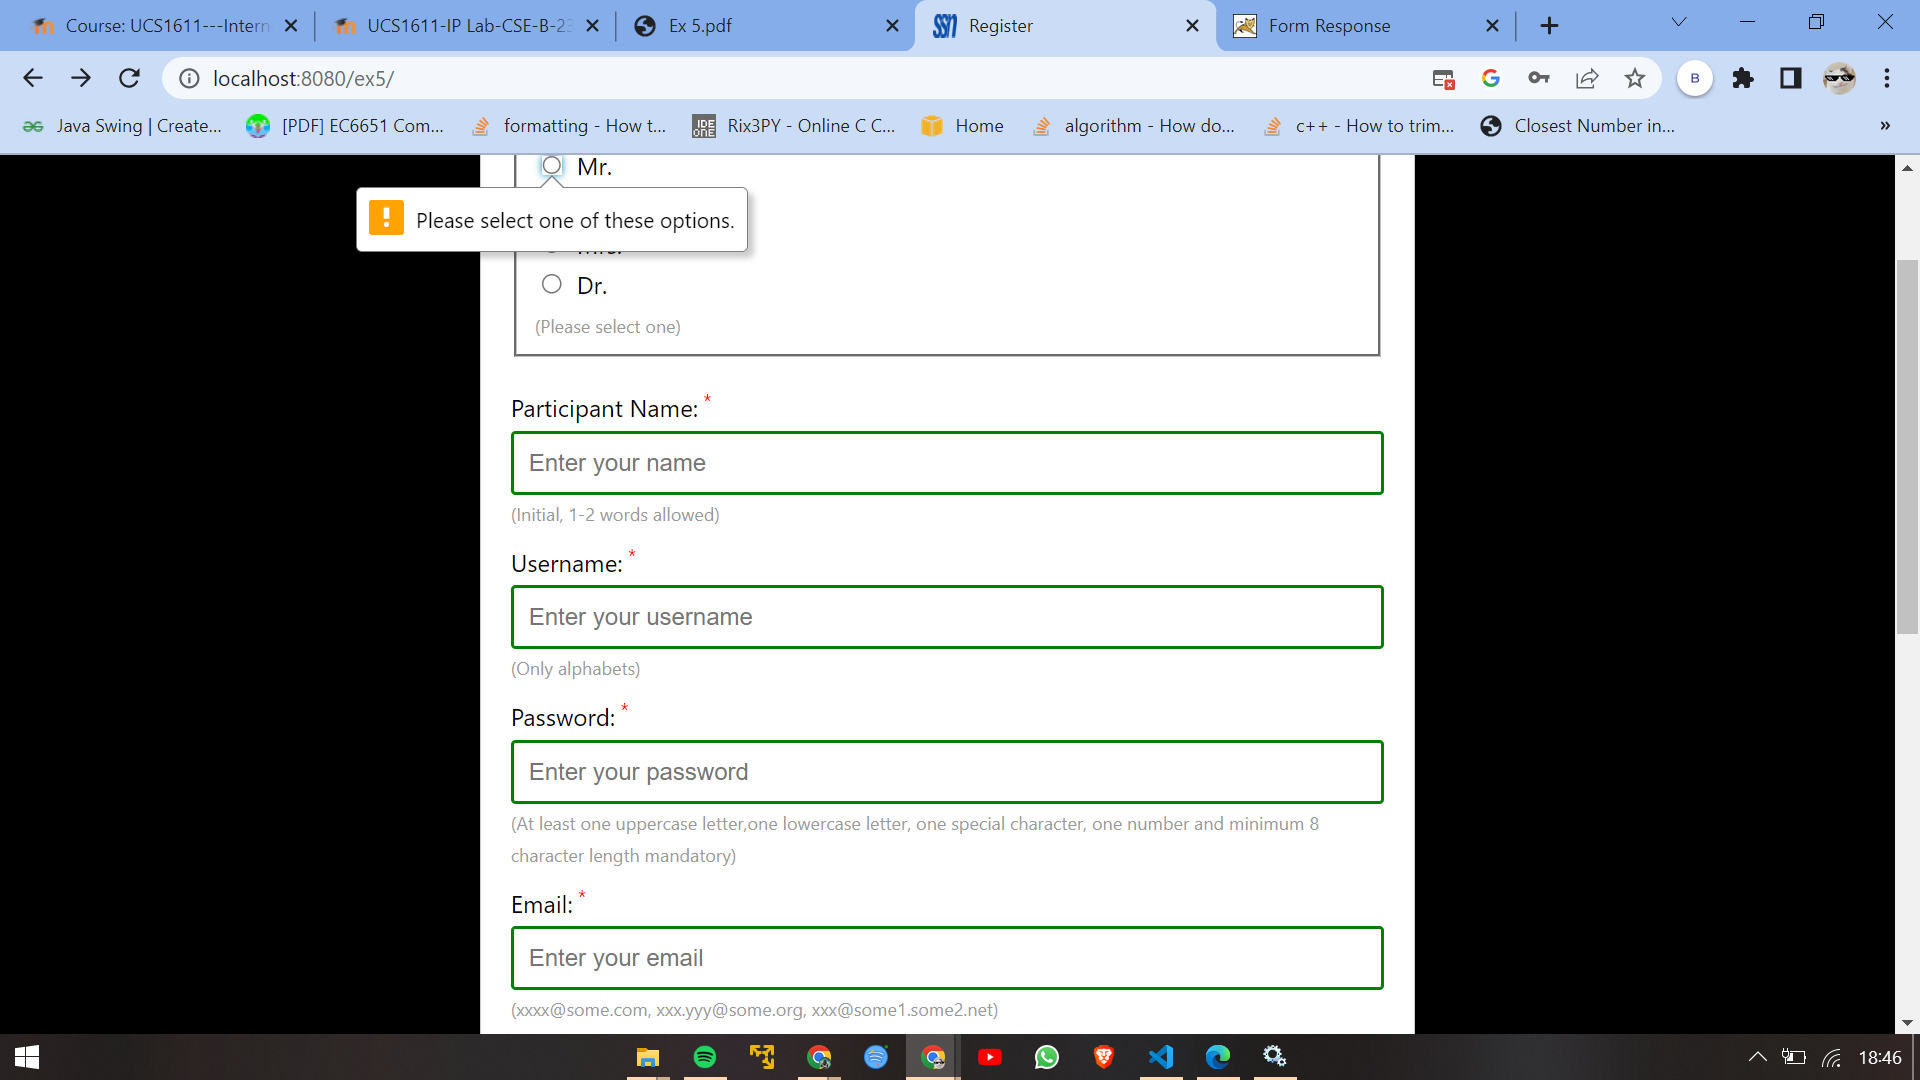 Course: UCS1611---Intern
UCS1611-IP Lab-CSE-B-23
Ex 5.pdf
SSN
Register
Form Response
localhost:8080/ex5/
B
Java Swing | Create...
[PDF] EC6651 Com...
formatting - How t...
IDE ONE
Rix3PY - Online C C...
Home
algorithm - How do...
c++ - How to trim...
Closest Number in...
»
Mr.
Please select one of these options.
Mrs.
Dr.
(Please select one)
Participant Name: *
Enter your name
(Initial, 1-2 words allowed)
Username: *
Enter your username
(Only alphabets)
Password: *
Enter your password
(At least one uppercase letter,one lowercase letter, one special character, one number and minimum 8
character length mandatory)
Email: *
Enter your email
(xxxx@some.com, xxx.yyy@some.org, xxx@some1.some2.net)
18:46